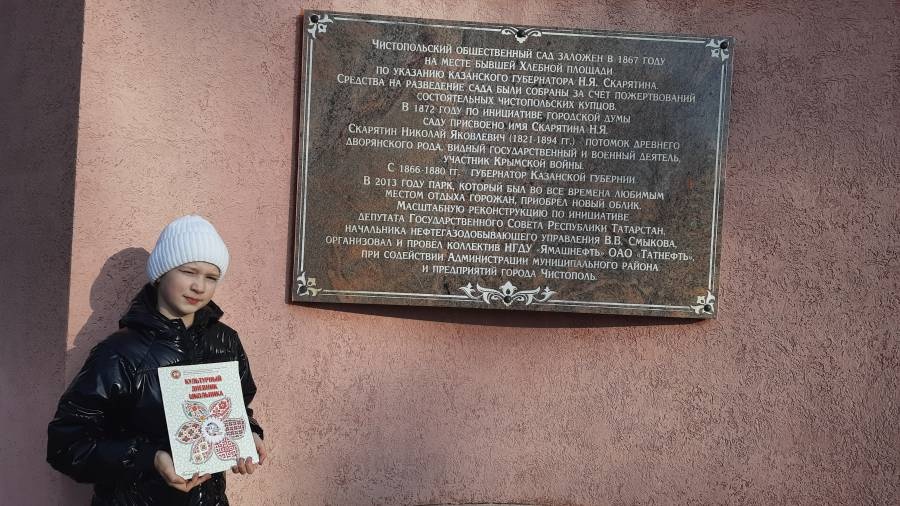 Чистопольский общественный сад заложен в 1867 году
на месте бывшей Хлебной площади
по указанию казанского губернатора Н.Я. Скарятина.
Средства на разведение сада были собраны за счет пожертвований
состоятельных чистопольских купцов.
В 1872 году по инициативе городской думы
саду присвоено имя Скарятина Н.Я.
Скарятин Николай Яковлевич (1821-1894 гг.) потомок древнего
дворянского рода, видный государственный и военный деятель,
участник Крымской войны.
С 1866-1880 гг. губернатор Казанской губернии
В 2013 году парк, который был во все времена любимым
местом отдыха горожан, приобрел новый облик.
Масштабную реконструкцию по инициативе
депутата Государственного Совета Республики Татарстан,
начальника нефтегазодобывающего управления В.В. Смыкова,
организовал и провел коллектив НГДУ «Ямашнефть» ОАО «Татнефть»,
при содействии Администрации муниципального района
и предприятий города Чистополь.
КУЛЬТУРНЫЙ
ДНЕВНИК
ШКОЛЬНИКА